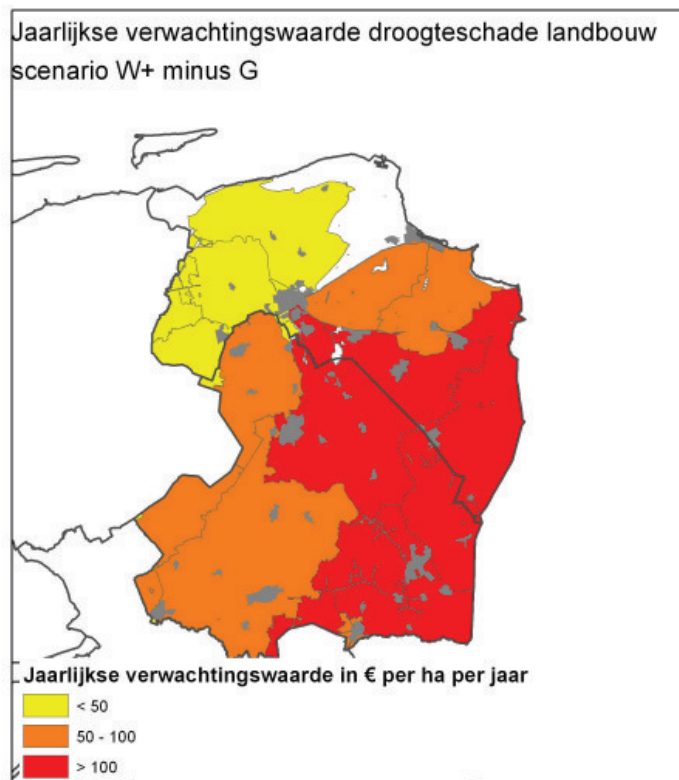 Jaarlijkse verwachtingswaarde droogteschade landbouw
scenario W+ minus G
Jaarlijkse verwachtingswaarde in € per ha per jaar
< 50
50 - 100
> 100